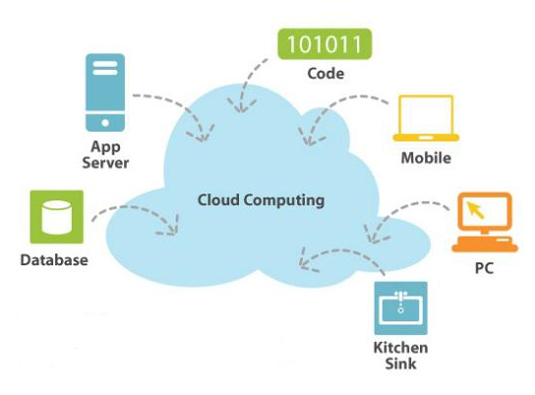 101011
Code
App
Server
Mobile
Cloud Computing
Database
PC
Kitchen
Sink